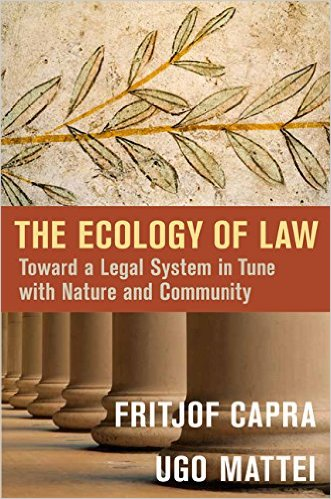 THE ECOLOGY OF LAW
Toward a Legal System in Tune
with Nature and Community
FRITJOF CAPRA
UGO MATTEI